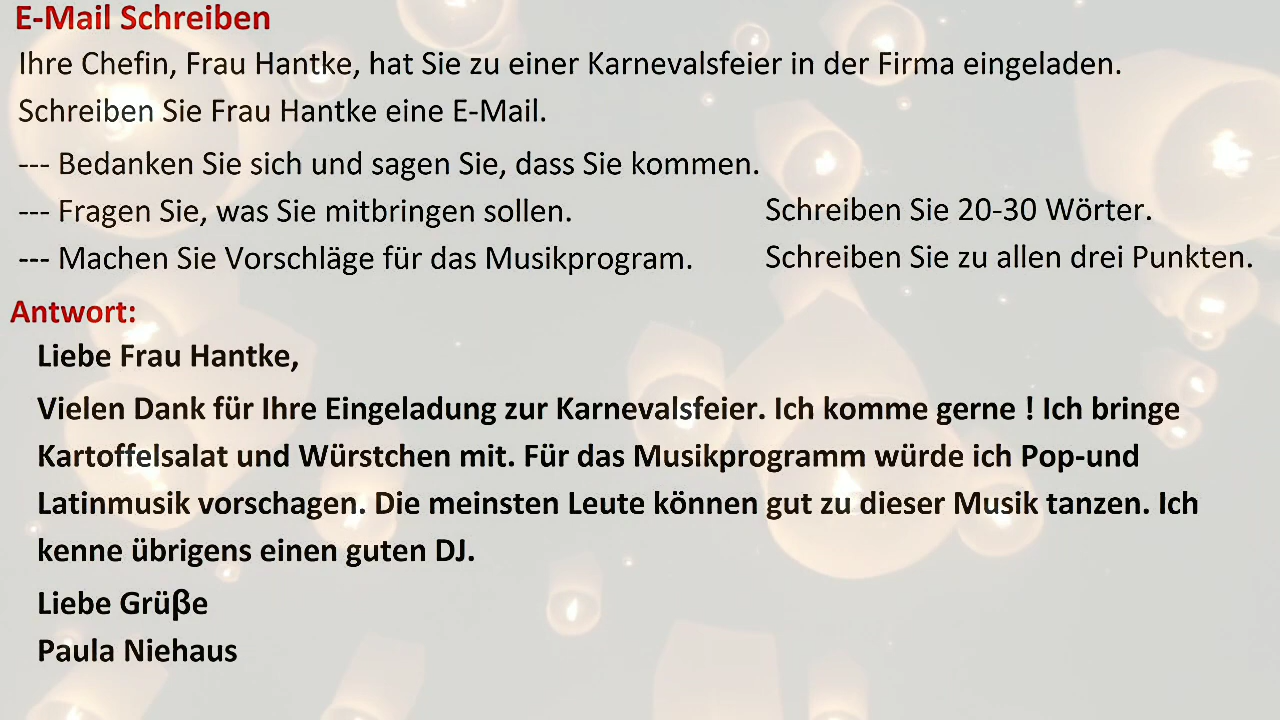 E-Mail Schreiben
Ihre Chefin, Frau Hantke, hat Sie zu einer Karnevalsfeier in der Firma eingeladen.
Schreiben Sie Frau Hantke eine E-Mail.
--- Bedanken Sie sich und sagen Sie, dass Sie kommen.
--- Fragen Sie, was Sie mitbringen sollen.
Schreiben Sie 20-30 Wörter.
--- Machen Sie Vorschläge für das Musikprogram.
Schreiben Sie zu allen drei Punkten.
Antwort:
Liebe Frau Hantke,
Vielen Dank für Ihre Eingeladung zur Karnevalsfeier. Ich komme gerne ! Ich bringe
Kartoffelsalat und Würstchen mit. Für das Musikprogramm würde ich Pop-und
Latinmusik vorschagen. Die meinsten Leute können gut zu dieser Musik tanzen. Ich
kenne übrigens einen guten DJ.
Liebe Grüβe
Paula Niehaus